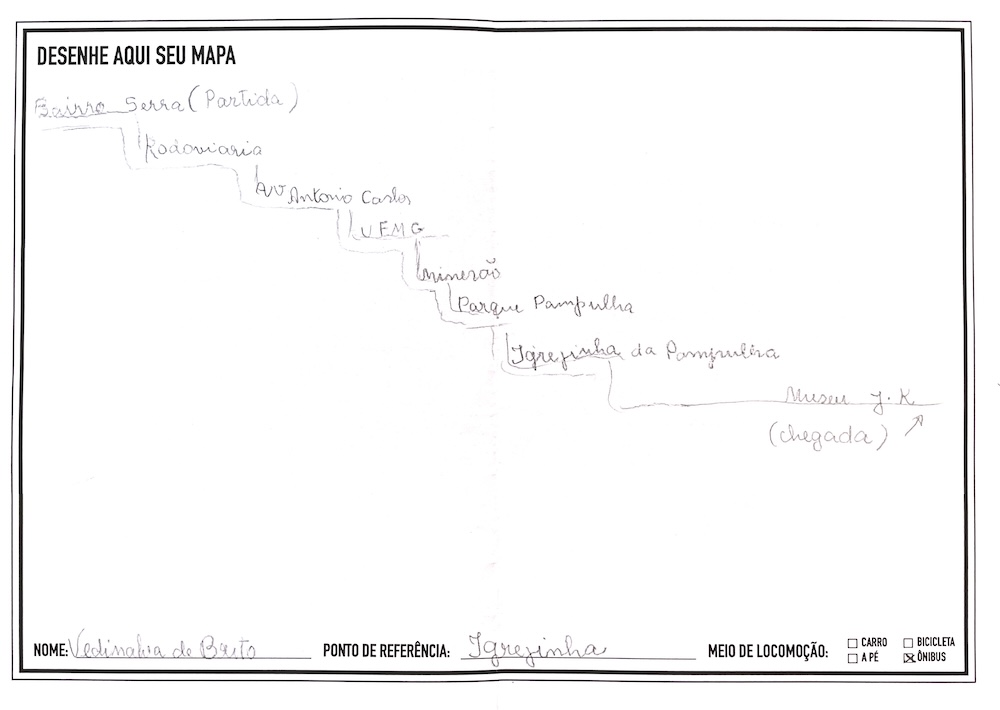 DESENHE AQUI SEU MAPA
Bairro Serra (Partida)
Rodoviaria
Av Antonio Carlos
UFMG
Mineirão
Parque Pampulha
Igrejinha da Pampulha
Museu J.K
(chegada)
NOME: de Brito
PONTO DE REFERÊNCIA: Igrejinha
MEIO DE LOCOMOÇÃO:
CARRO
BICICLETA
A PÉ
ÔNIBUS